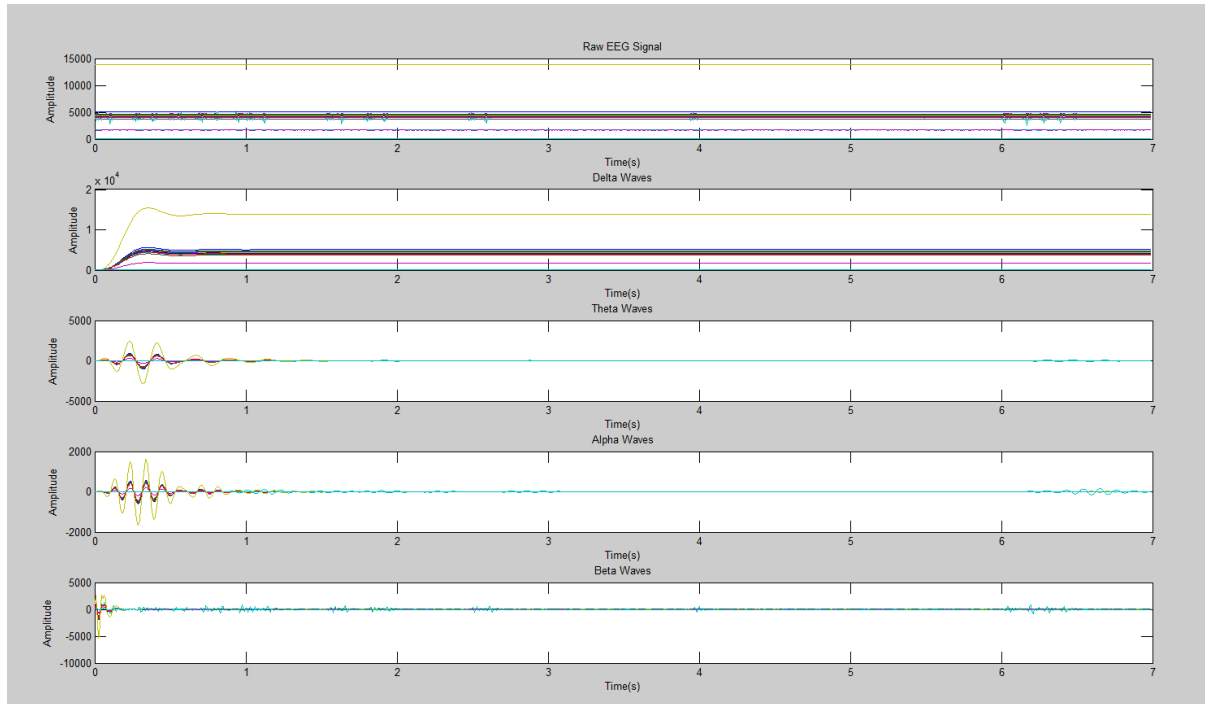 Raw EEG Signal
15000
10000
5000
0
Amplitude
0 1 2 3 4 5 6 7
Time(s)
Delta Waves
x 10^4
2
1
0
Amplitude
0 1 2 3 4 5 6 7
Time(s)
Theta Waves
5000
0
-5000
Amplitude
0 1 2 3 4 5 6 7
Time(s)
Alpha Waves
2000
0
-2000
Amplitude
0 1 2 3 4 5 6 7
Time(s)
Beta Waves
5000
0
-5000
-10000
Amplitude
0 1 2 3 4 5 6 7
Time(s)